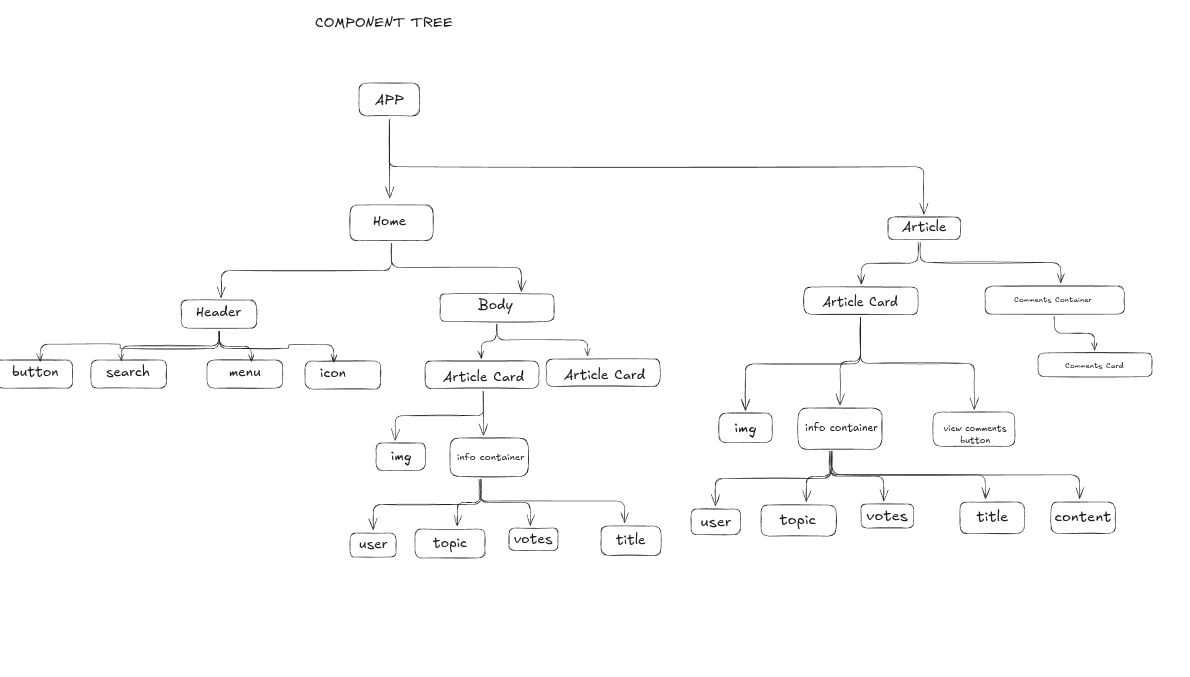 COMPONENT TREE
APP
Home
Article
Header
Body
Article Card
Comments Container
button
search
menu
icon
Article Card
Article Card
Comments Card
img
info container
img
info container
view comments
button
user
topic
votes
title
user
topic
votes
title
content